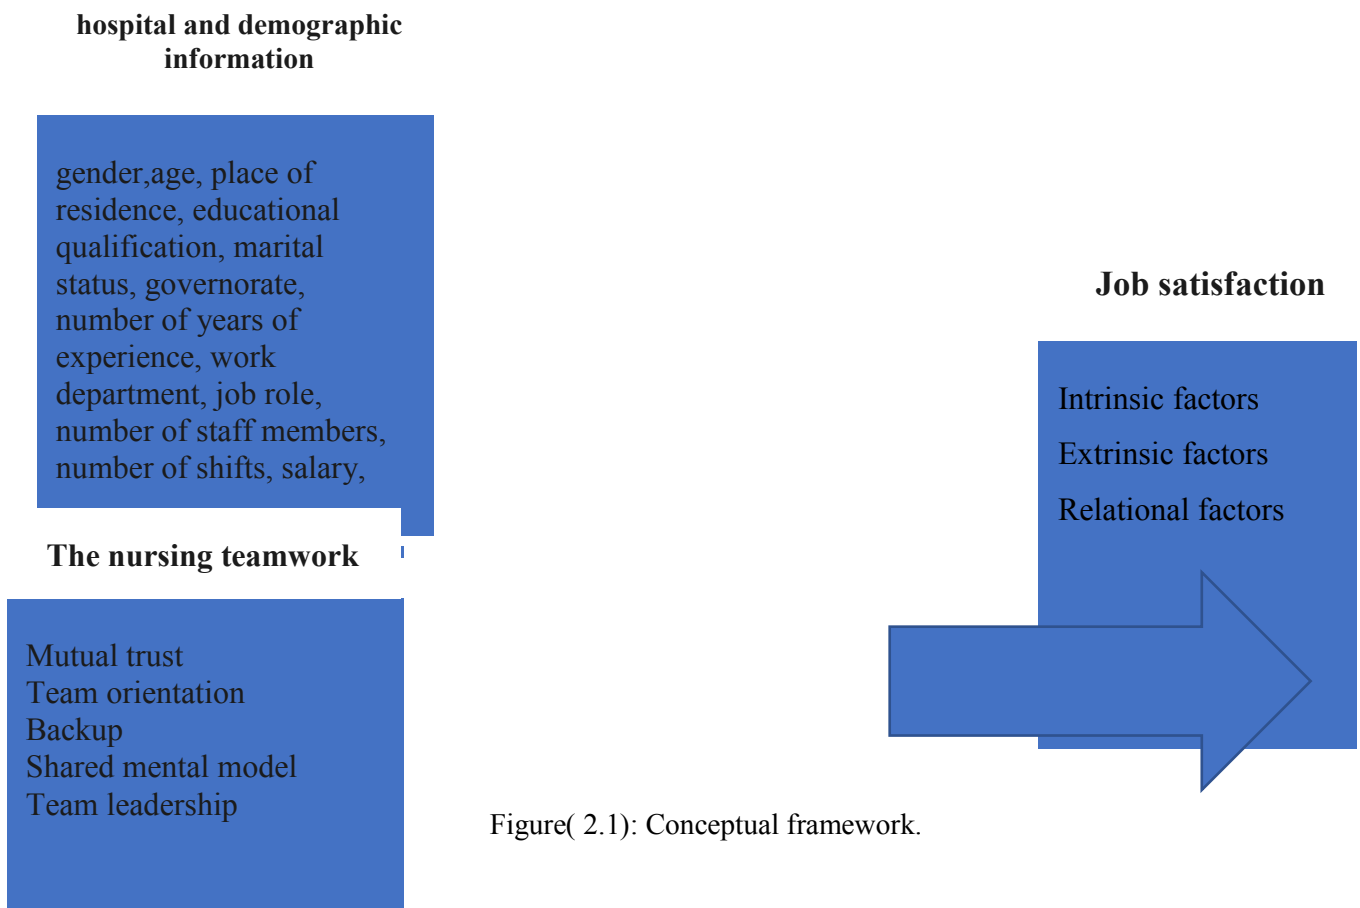 hospital and demographic
information
gender,age, place of
residence, educational
qualification, marital
status, governorate,
number of years of
experience, work
department, job role,
number of staff members,
number of shifts, salary,
The nursing teamwork
Mutual trust
Team orientation
Backup
Shared mental model
Team leadership
Job satisfaction
Intrinsic factors
Extrinsic factors
Relational factors
Figure( 2.1): Conceptual framework.